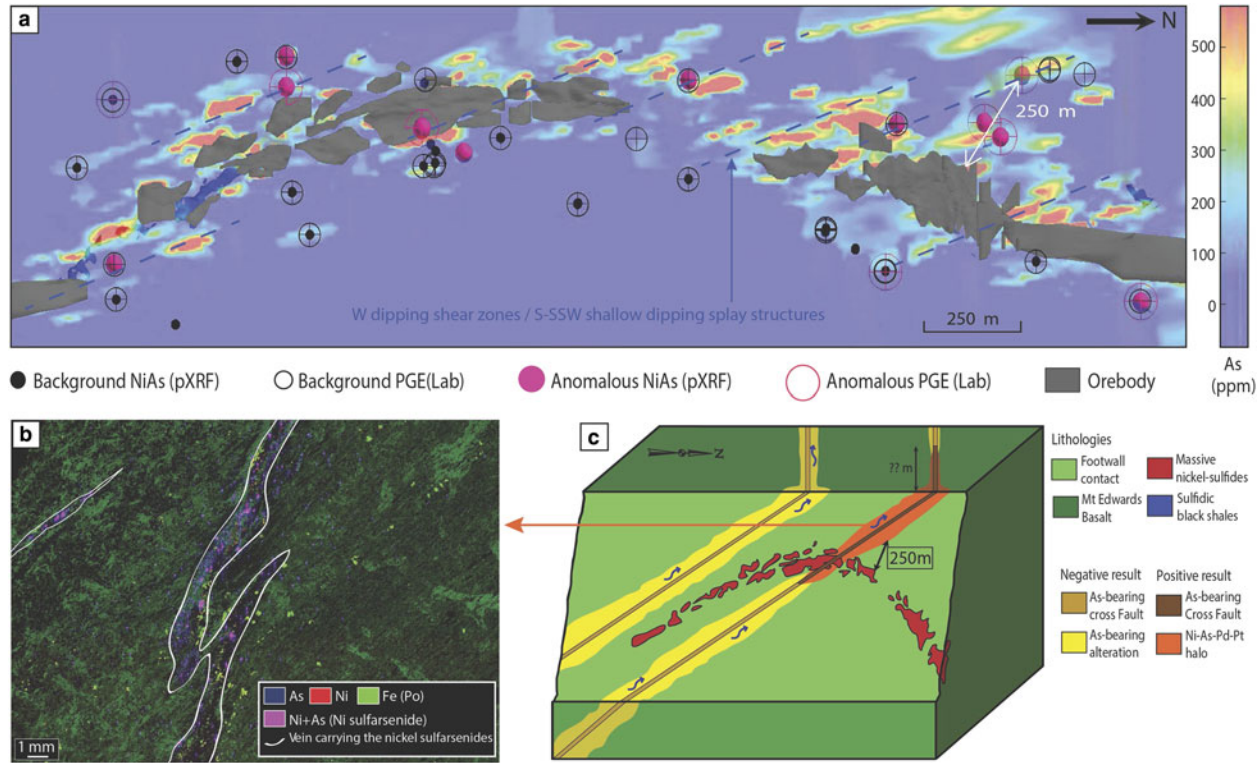 a
N
250 m
W dipping shear zones / S-SSW shallow dipping splay structures
250 m
500
400
300
200
100
0
As
(ppm)
Background NiAs (pXRF)
Background PGE(Lab)
Anomalous NiAs (pXRF)
Anomalous PGE (Lab)
Orebody
b
As
Ni
Fe (Po)
Ni+As (Ni sulfarsenide)
Vein carrying the nickel sulfarsenides
1 mm
c
N
?? m
250m
Lithologies
Footwall
contact
Massive
nickel-sulfides
Mt Edwards
Basalt
Sulfidic
black shales
Negative result
Positive result
As-bearing
cross Fault
As-bearing
Cross Fault
As-bearing
alteration
Ni-As-Pd-Pt
halo